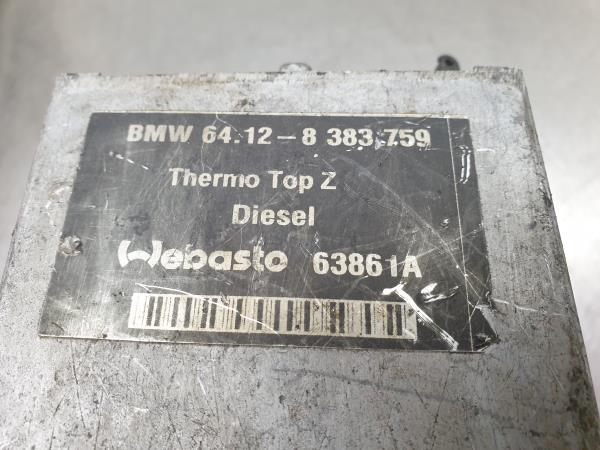 BMW 64.12-8 383 759
Thermo Top Z
Diesel
Webasto 63861A